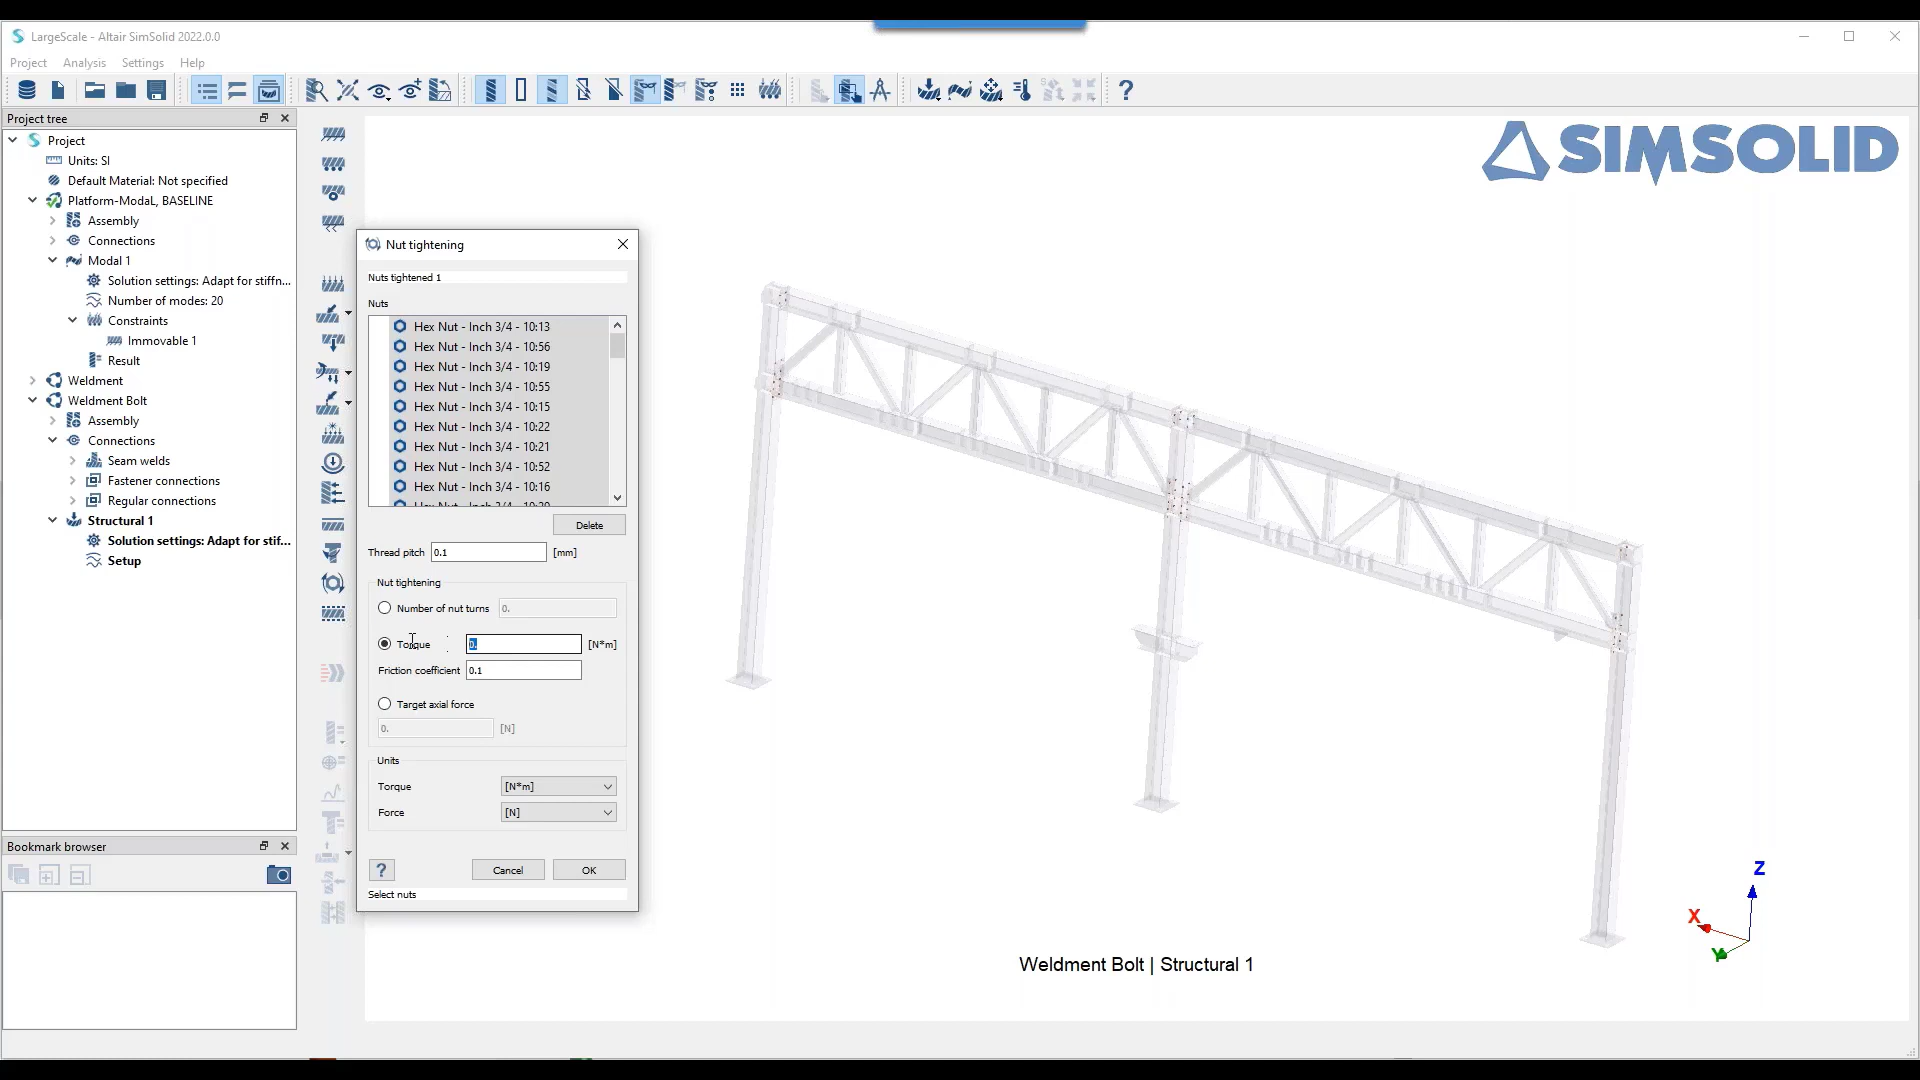 LargeScale - Altair SimSolid 2022.0.0
Project Analysis Settings Help
Project tree
Project
Units: SI
Default Material: Not specified
Platform-ModaL, BASELINE
Assembly
Connections
Modal 1
Solution settings: Adapt for stiffn...
Number of modes: 20
Constraints
Immovable 1
Result
Weldment
Weldment Bolt
Assembly
Connections
Seam welds
Fastener connections
Regular connections
Structural 1
Solution settings: Adapt for stif...
Setup
Bookmark browser
Nut tightening
Nuts tightened 1
Nuts
Hex Nut - Inch 3/4 - 10:13
Hex Nut - Inch 3/4 - 10:56
Hex Nut - Inch 3/4 - 10:19
Hex Nut - Inch 3/4 - 10:55
Hex Nut - Inch 3/4 - 10:15
Hex Nut - Inch 3/4 - 10:22
Hex Nut - Inch 3/4 - 10:21
Hex Nut - Inch 3/4 - 10:52
Hex Nut - Inch 3/4 - 10:16
Delete
Thread pitch 0.1 [mm]
Nut tightening
Number of nut turns 0.
Torque 0. [N*m]
Friction coefficient 0.1
Target axial force
0. [N]
Units
Torque [N*m]
Force [N]
? Cancel OK
Select nuts
SIMSOLID
Z
X
Y
Weldment Bolt | Structural 1